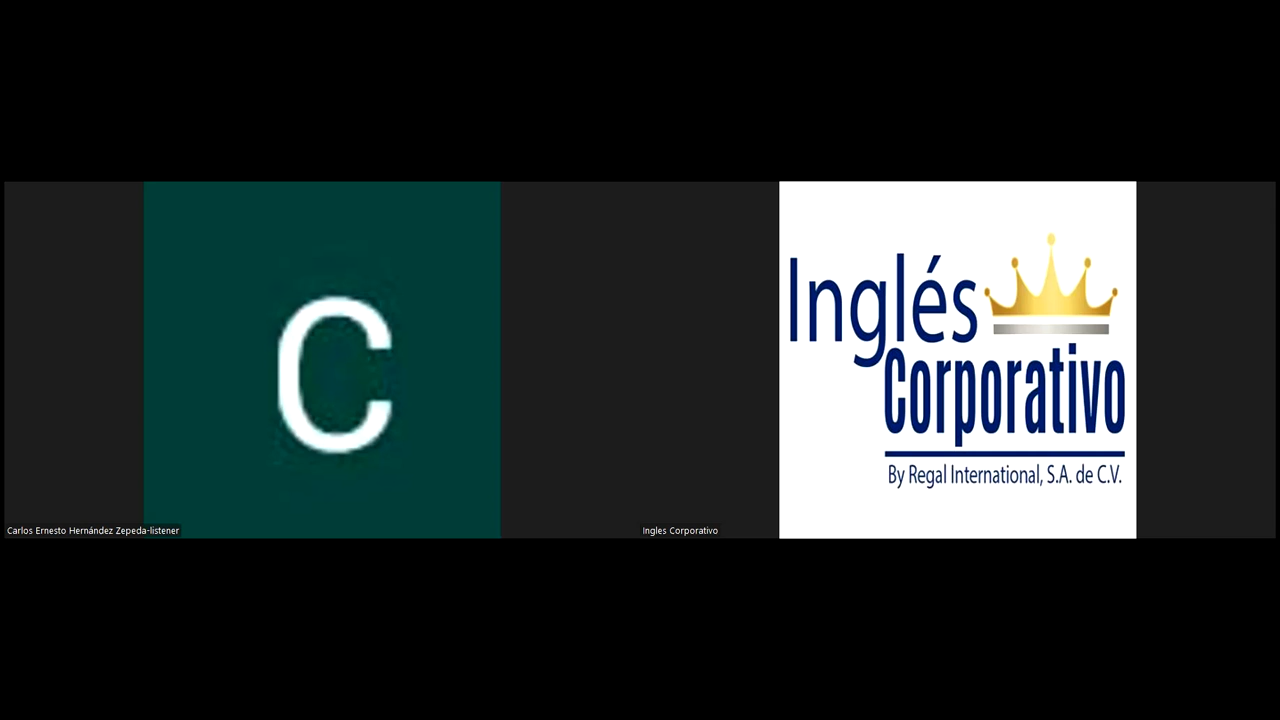 C
Carlos Ernesto Hernández Zepeda-listener
Inglés
Corporativo
By Regal International, S.A. de C.V.
Ingles Corporativo